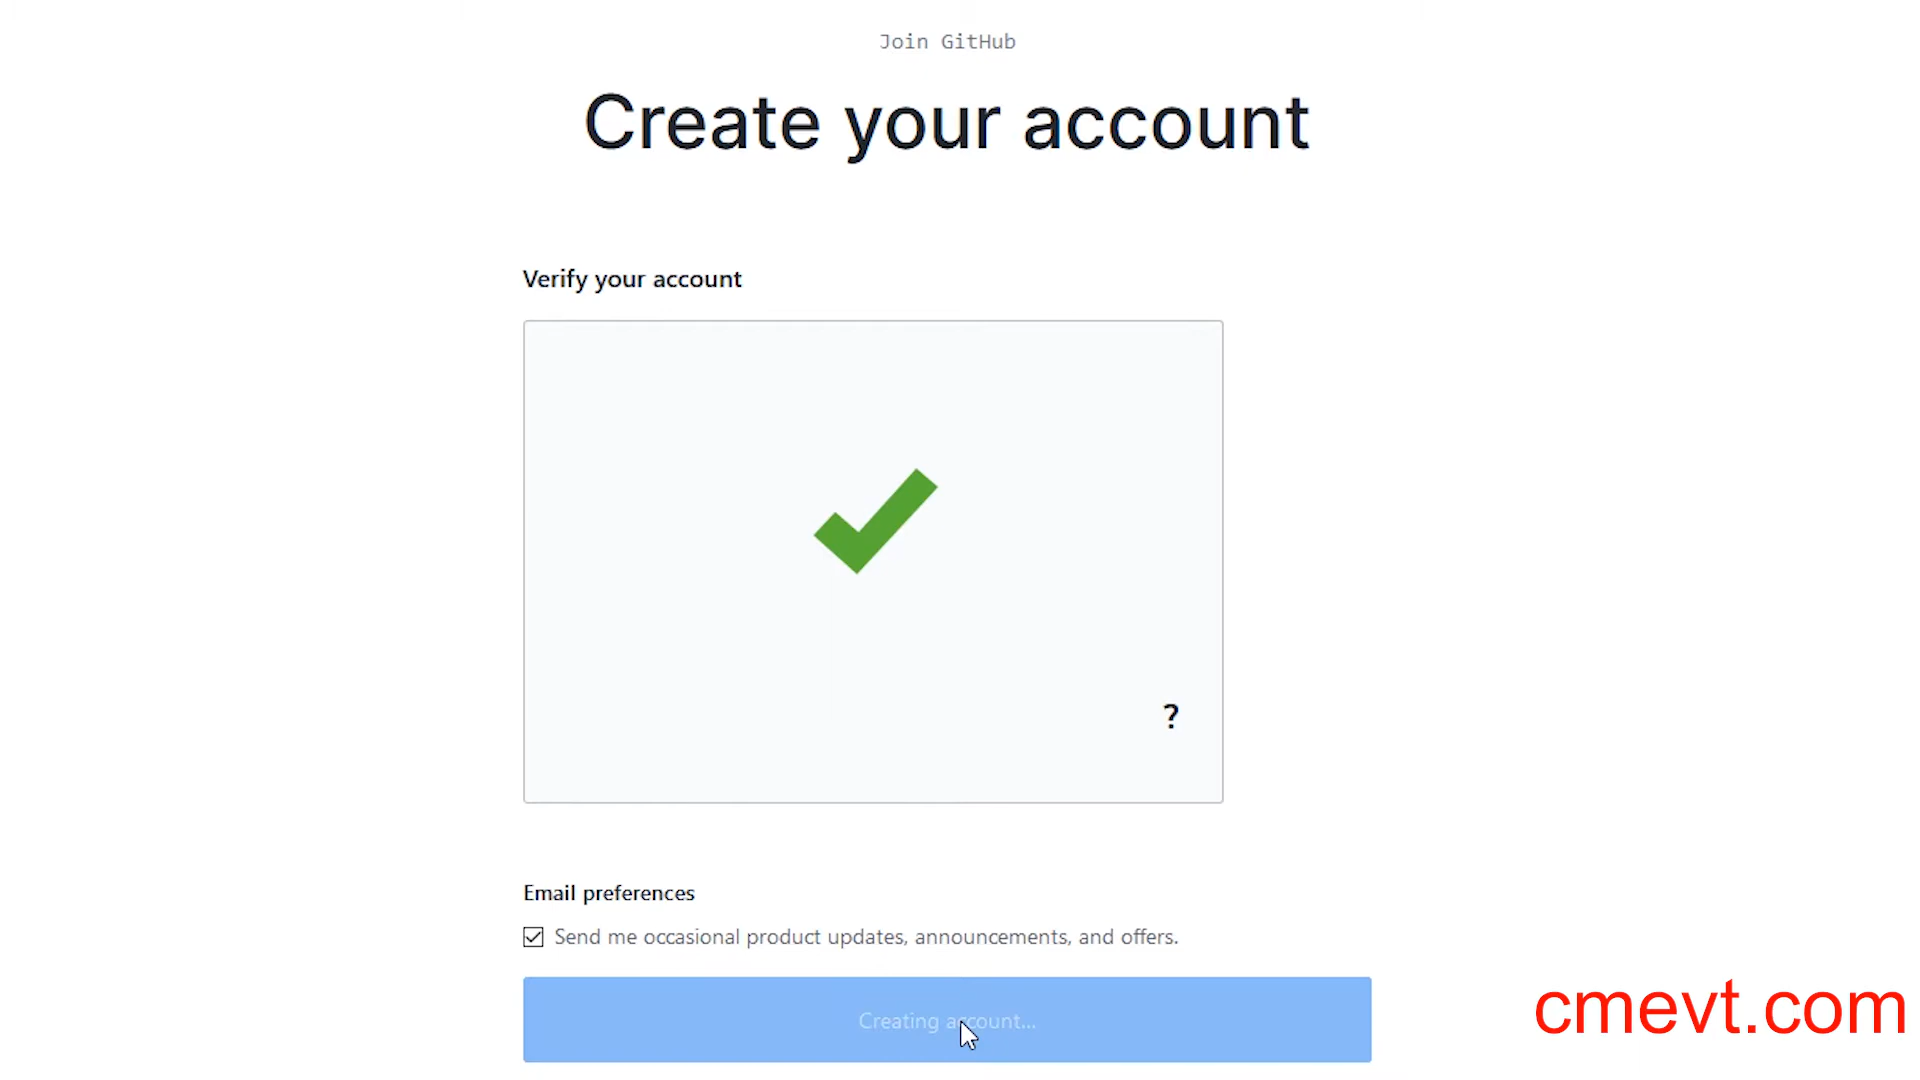 Join GitHub
Create your account
Verify your account
?
Email preferences
Send me occasional product updates, announcements, and offers.
Creating account...
cmevt.com